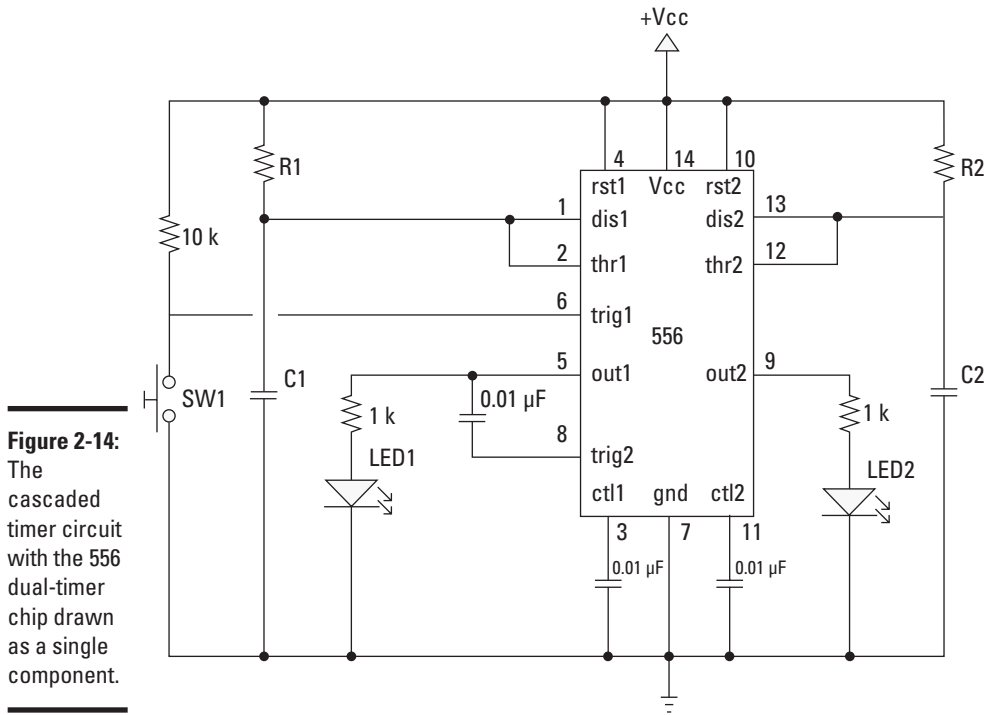 +Vcc
R1
4
14
10
R2
rst1
Vcc
rst2
1
dis1
13
dis2
10 k
2
thr1
12
thr2
6
trig1
556
5
out1
9
out2
C1
SW1
0.01 µF
C2
1 k
1 k
8
trig2
LED1
LED2
ctl1
gnd
ctl2
3
7
11
0.01 µF
0.01 µF
Figure 2-14:
The
cascaded
timer circuit
with the 556
dual-timer
chip drawn
as a single
component.